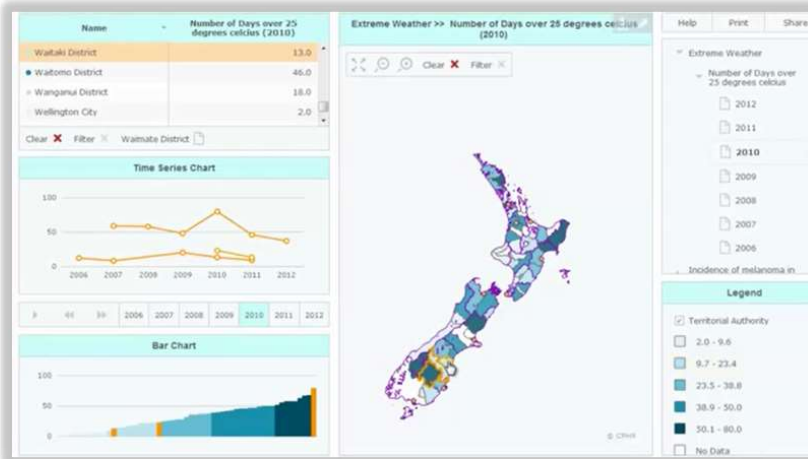 Name
Number of Days over 25
degrees celcius (2010)
Waitaki District 13.0
Waitomo District 46.0
Wanganui District 18.0
Wellington City 2.0
Clear Filter Waimate District
Time Series Chart
100
50
0
2006 2007 2008 2009 2010 2011 2012
2006 2007 2008 2009 2010 2011 2012
Bar Chart
100
50
0
Extreme Weather >> Number of Days over 25 degrees celcius
(2010)
Clear Filter
Help Print Share
Extreme Weather
Number of Days over
25 degrees celcius
2012
2011
2010
2009
2008
2007
2006
Incidence of melanoma in
Legend
Territorial Authority
2.0 - 9.6
9.7 - 23.4
23.5 - 38.8
38.9 - 50.0
50.1 - 80.0
No Data